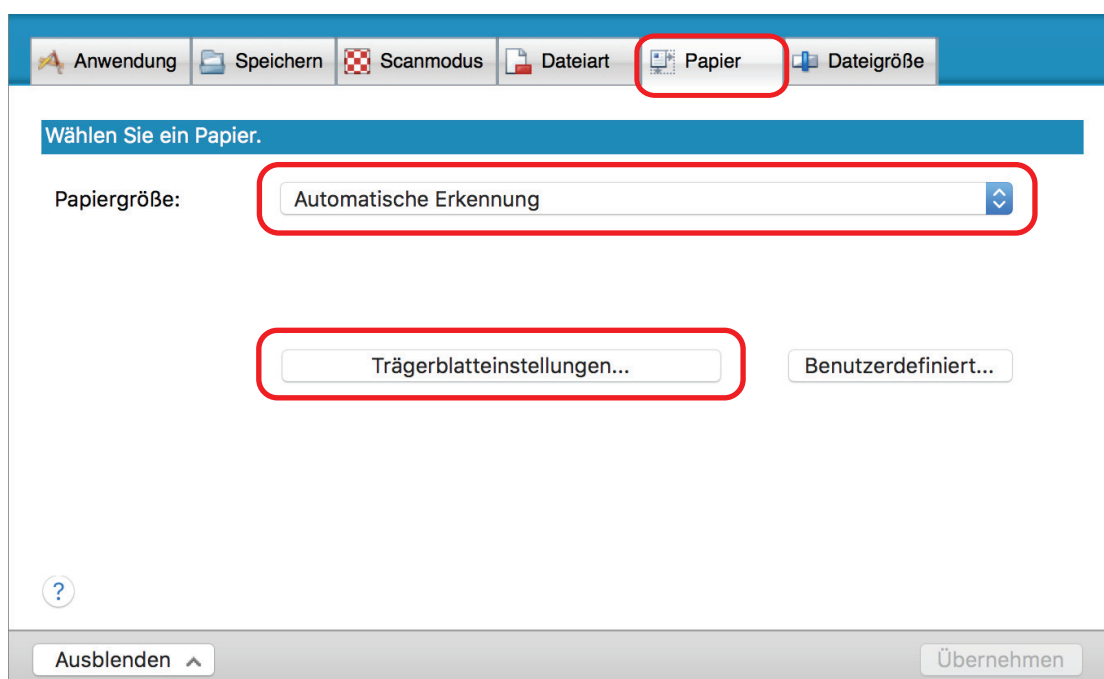 Anwendung Speichern Scanmodus Dateiart Papier Dateigröße
Wählen Sie ein Papier.
Papiergröße: Automatische Erkennung
Trägerblatteinstellungen... Benutzerdefiniert...
?
Ausblenden Übernehmen